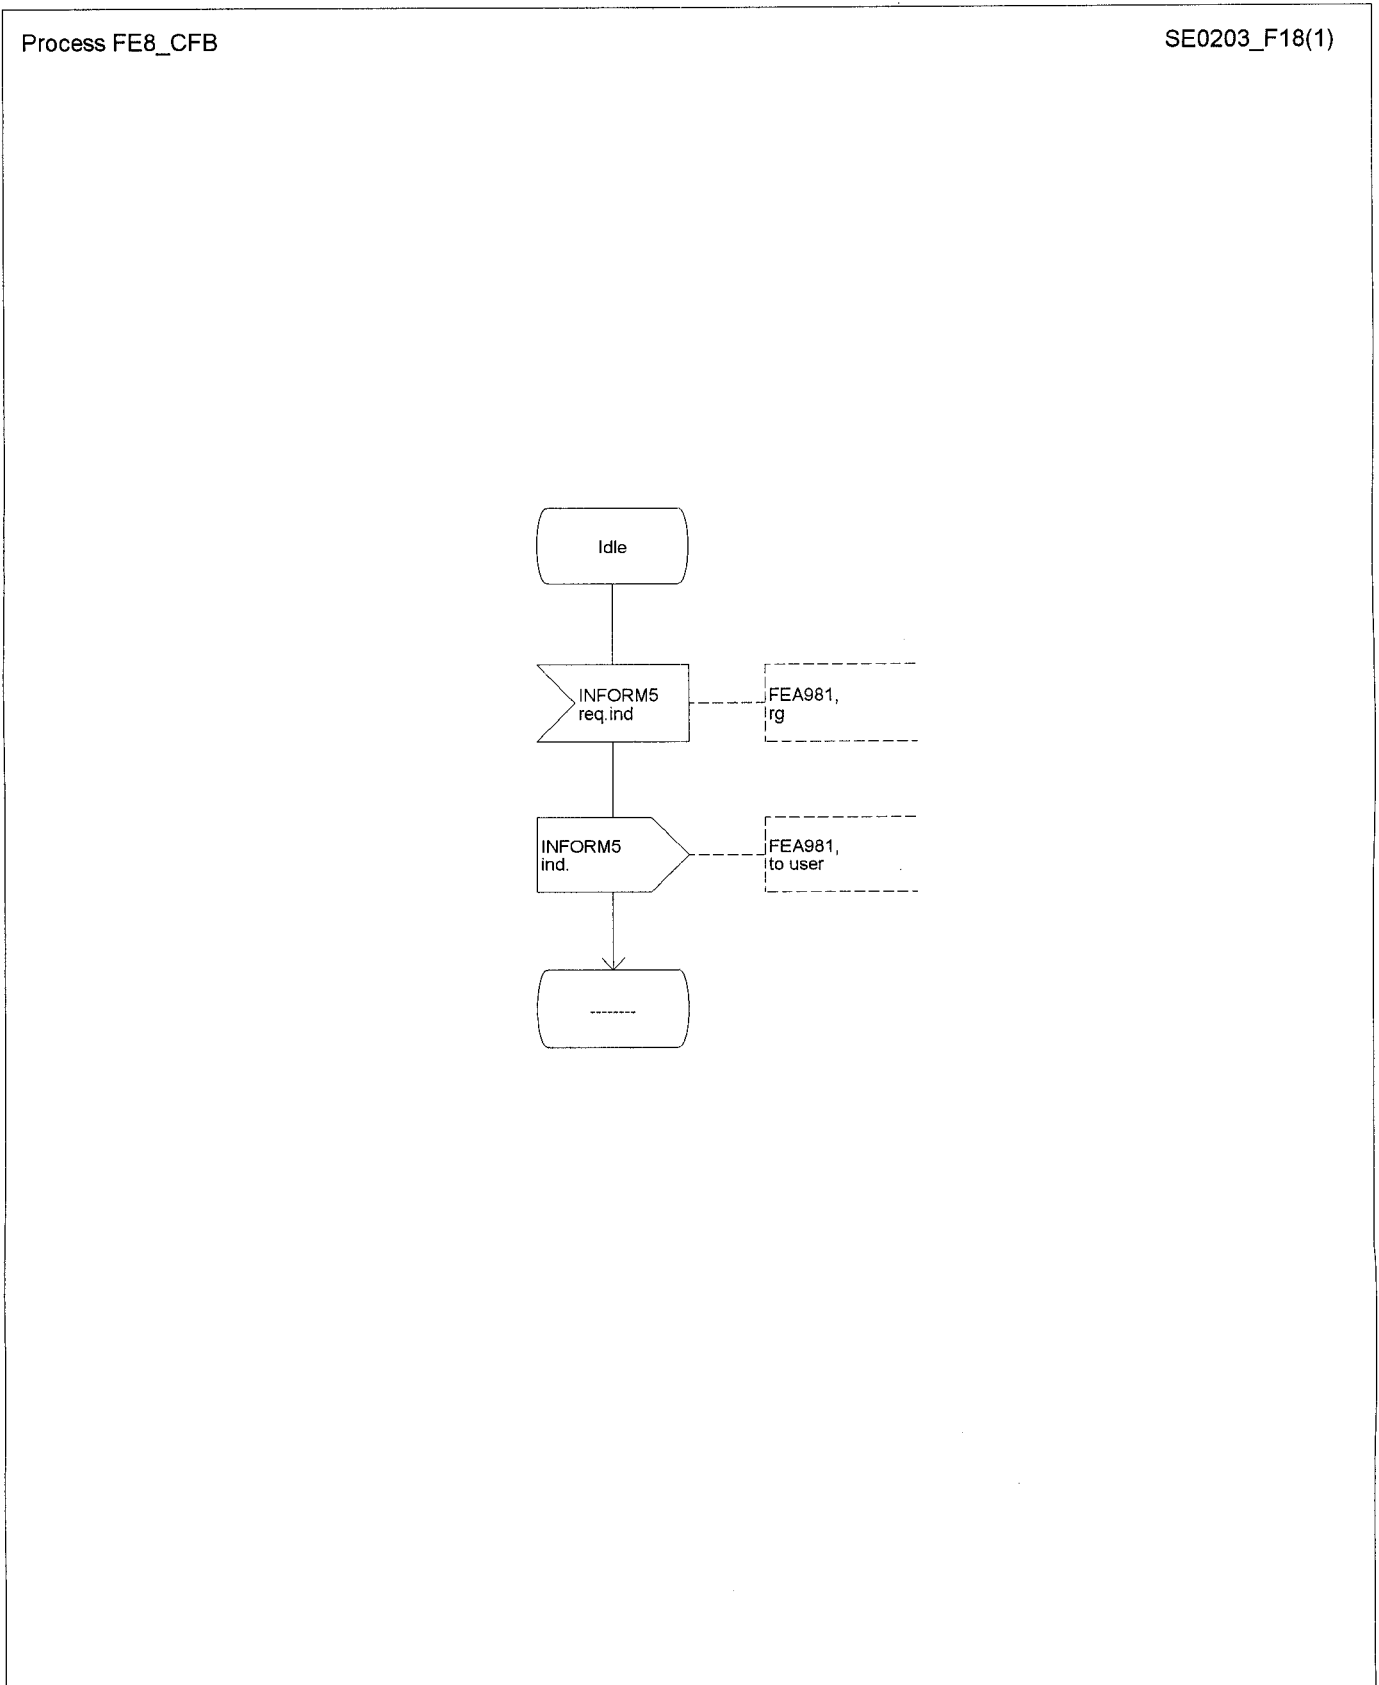 Process FE8_CFB
SE0203_F18(1)
Idle
INFORM5
req.ind
FEA981,
rg
INFORM5
ind.
FEA981,
to user
--------